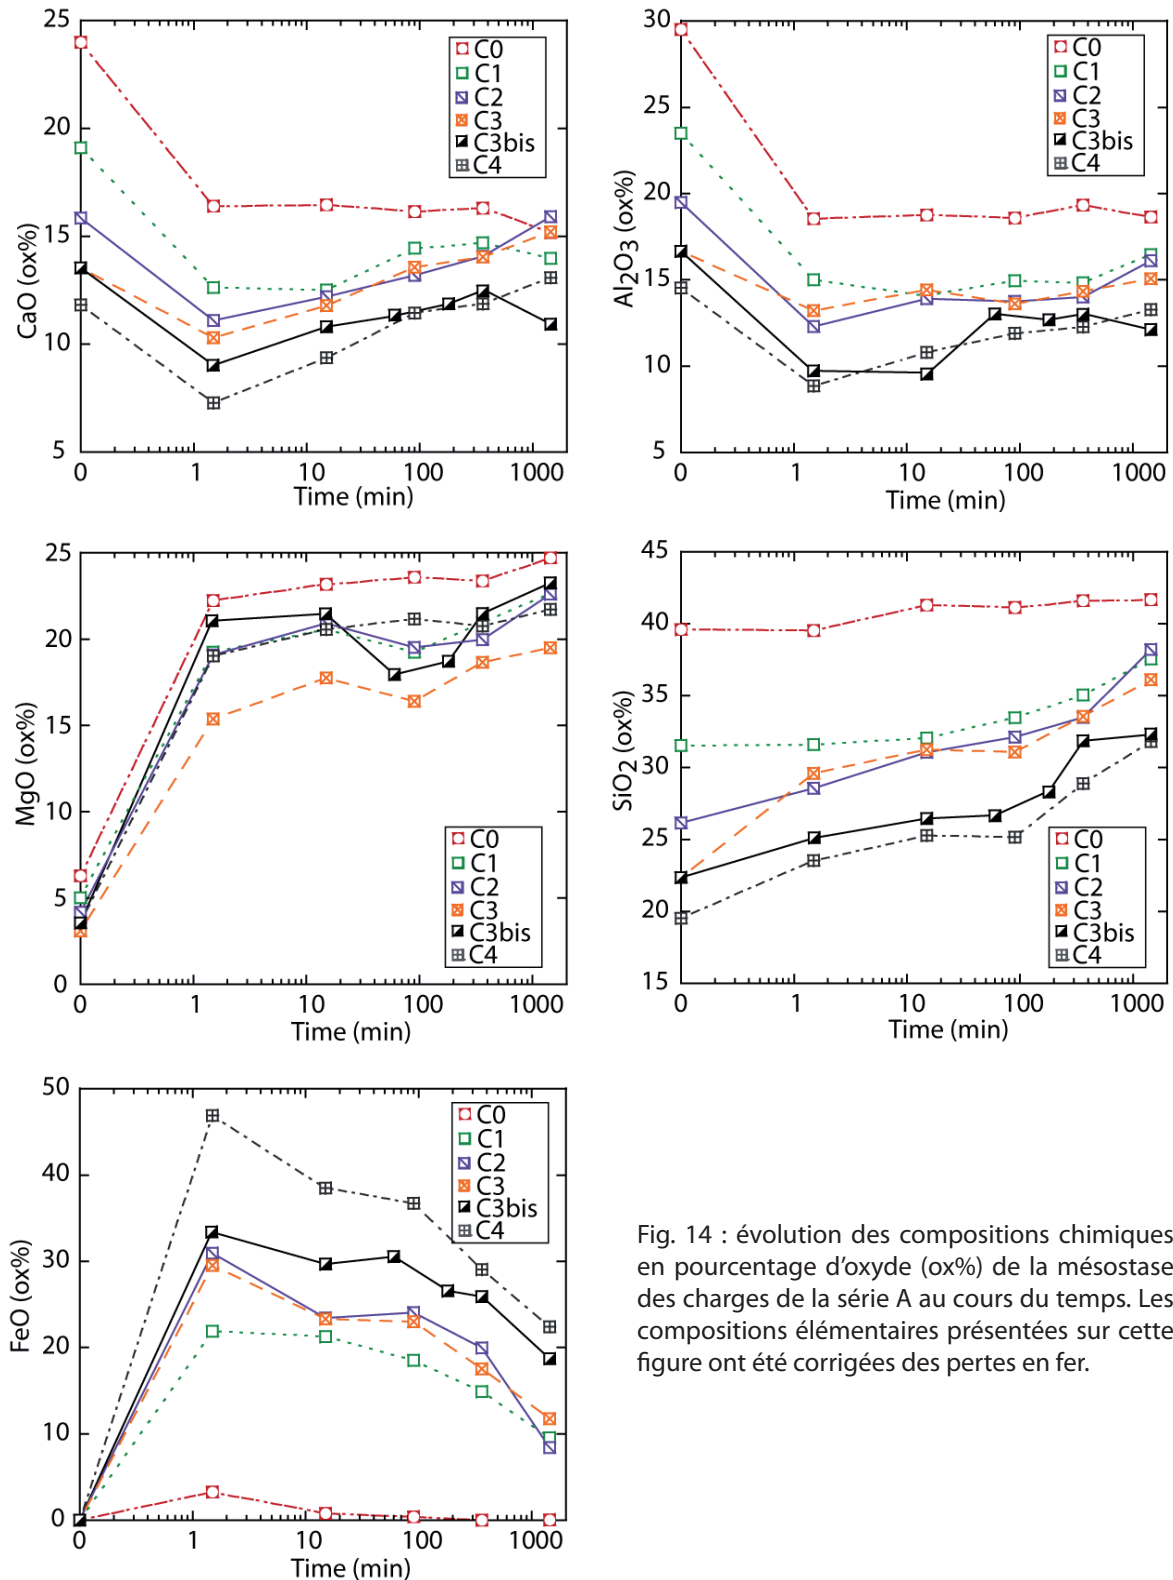 25
20
15
10
5
CaO (ox%)
0 1 10 100 1000
Time (min)
C0
C1
C2
C3
C3bis
C4
30
25
20
15
10
5
Al2O3 (ox%)
0 1 10 100 1000
Time (min)
C0
C1
C2
C3
C3bis
C4
25
20
15
10
5
0
MgO (ox%)
0 1 10 100 1000
Time (min)
C0
C1
C2
C3
C3bis
C4
45
40
35
30
25
20
15
SiO2 (ox%)
0 1 10 100 1000
Time (min)
C0
C1
C2
C3
C3bis
C4
50
40
30
20
10
0
FeO (ox%)
0 1 10 100 1000
Time (min)
C0
C1
C2
C3
C3bis
C4
Fig. 14 : évolution des compositions chimiques
en pourcentage d'oxyde (ox%) de la mésostase
des charges de la série A au cours du temps. Les
compositions élémentaires présentées sur cette
figure ont été corrigées des pertes en fer.